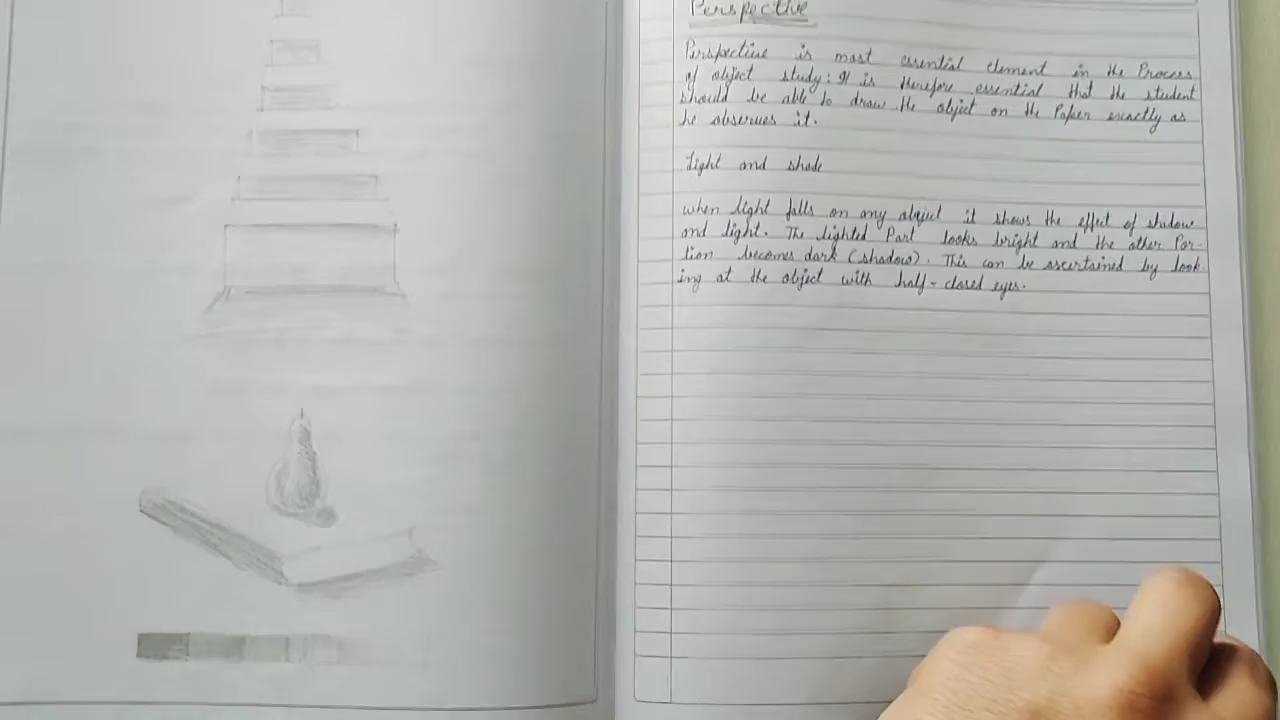 Perspective
Perspective is most essential element in the Process
of object study: It is therefore essential that the student
should be able to draw the object on the Paper exactly as
he observes it.
Light and shade
when light falls on any object it shows the effect of shadow
and light. The lighted Part looks bright and the other Por-
tion becomes dark (shadow). This can be ascertained by look
ing at the object with half-closed eyes.